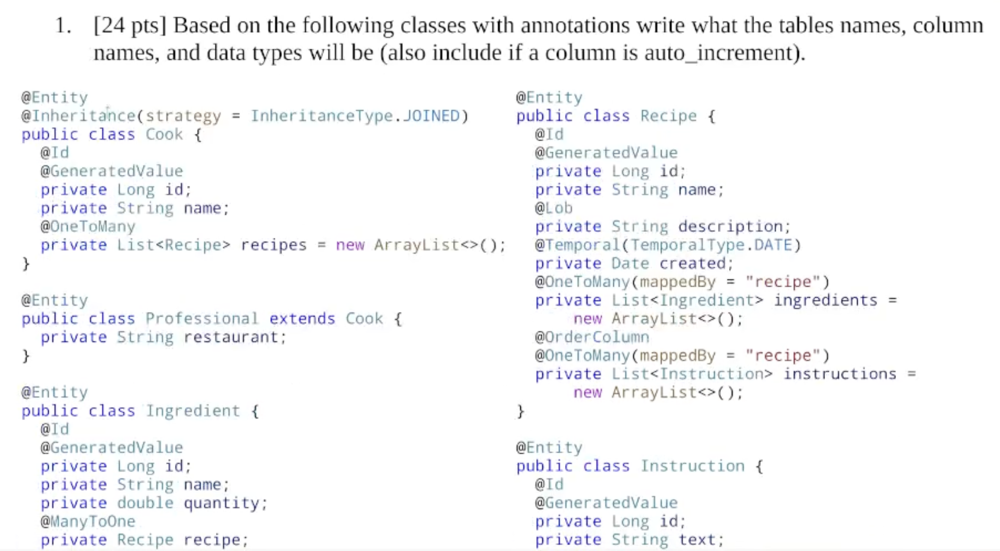 1. [24 pts] Based on the following classes with annotations write what the tables names, column
names, and data types will be (also include if a column is auto_increment).
@Entity
@Inheritance(strategy = InheritanceType.JOINED)
public class Cook {
@Id
@GeneratedValue
private Long id;
private String name;
@OneToMany
private List<Recipe> recipes = new ArrayList<>();
}
@Entity
public class Professional extends Cook {
private String restaurant;
}
@Entity
public class Ingredient {
@Id
@GeneratedValue
private Long id;
private String name;
private double quantity;
@ManyToOne
private Recipe recipe;
@Entity
public class Recipe {
@Id
@GeneratedValue
private Long id;
private String name;
@Lob
private String description;
@Temporal(TemporalType.DATE)
private Date created;
@OneToMany(mappedBy = "recipe")
private List<Ingredient> ingredients =
new ArrayList<>();
@OrderColumn
@OneToMany(mappedBy = "recipe")
private List<Instruction> instructions =
new ArrayList<>();
}
@Entity
public class Instruction {
@Id
@GeneratedValue
private Long id;
private String text;